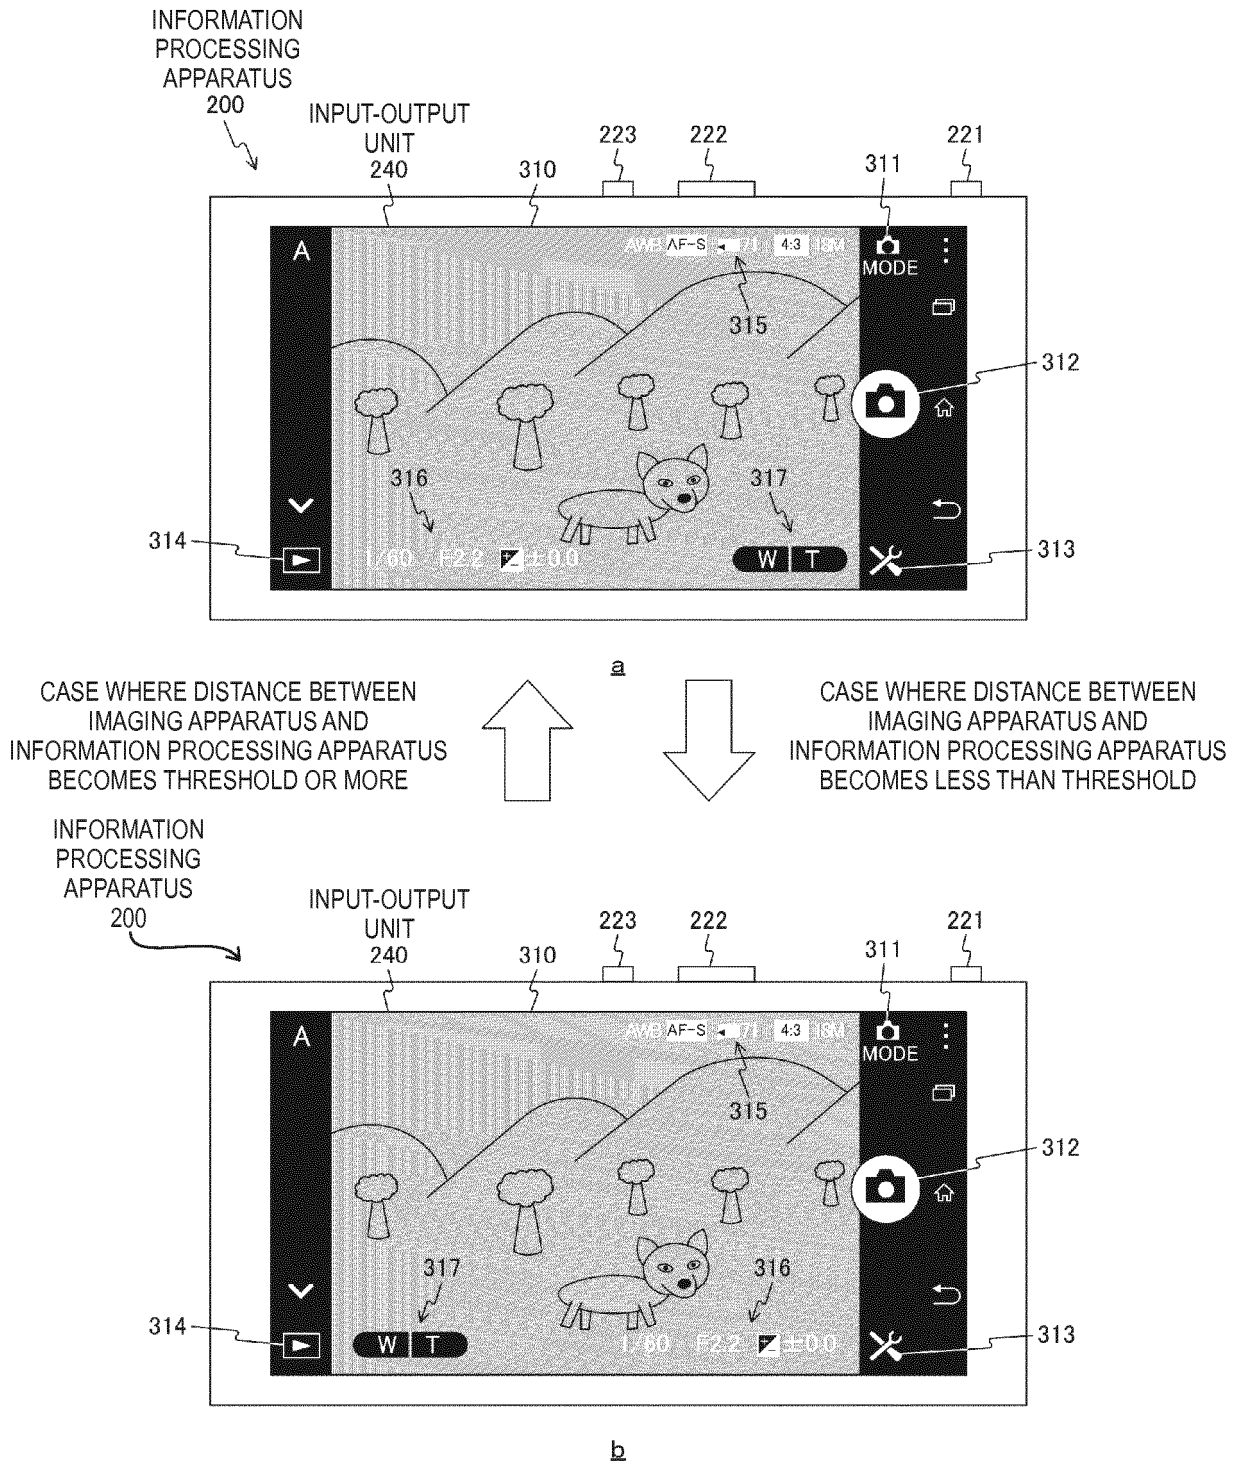 INFORMATION
PROCESSING
APPARATUS
200
INPUT-OUTPUT
UNIT
240
310
223
222
221
311
A
AWB AF-S 4:3 ISM
MODE
315
312
316
317
314
1/60 F2.2 ±0.0
W T
313
a
CASE WHERE DISTANCE BETWEEN
IMAGING APPARATUS AND
INFORMATION PROCESSING APPARATUS
BECOMES THRESHOLD OR MORE
CASE WHERE DISTANCE BETWEEN
IMAGING APPARATUS AND
INFORMATION PROCESSING APPARATUS
BECOMES LESS THAN THRESHOLD
INFORMATION
PROCESSING
APPARATUS
200
INPUT-OUTPUT
UNIT
240
310
223
222
221
311
A
AWB AF-S 4:3 ISM
MODE
315
312
317
316
314
W T
1/60 F2.2 ±0.0
313
b